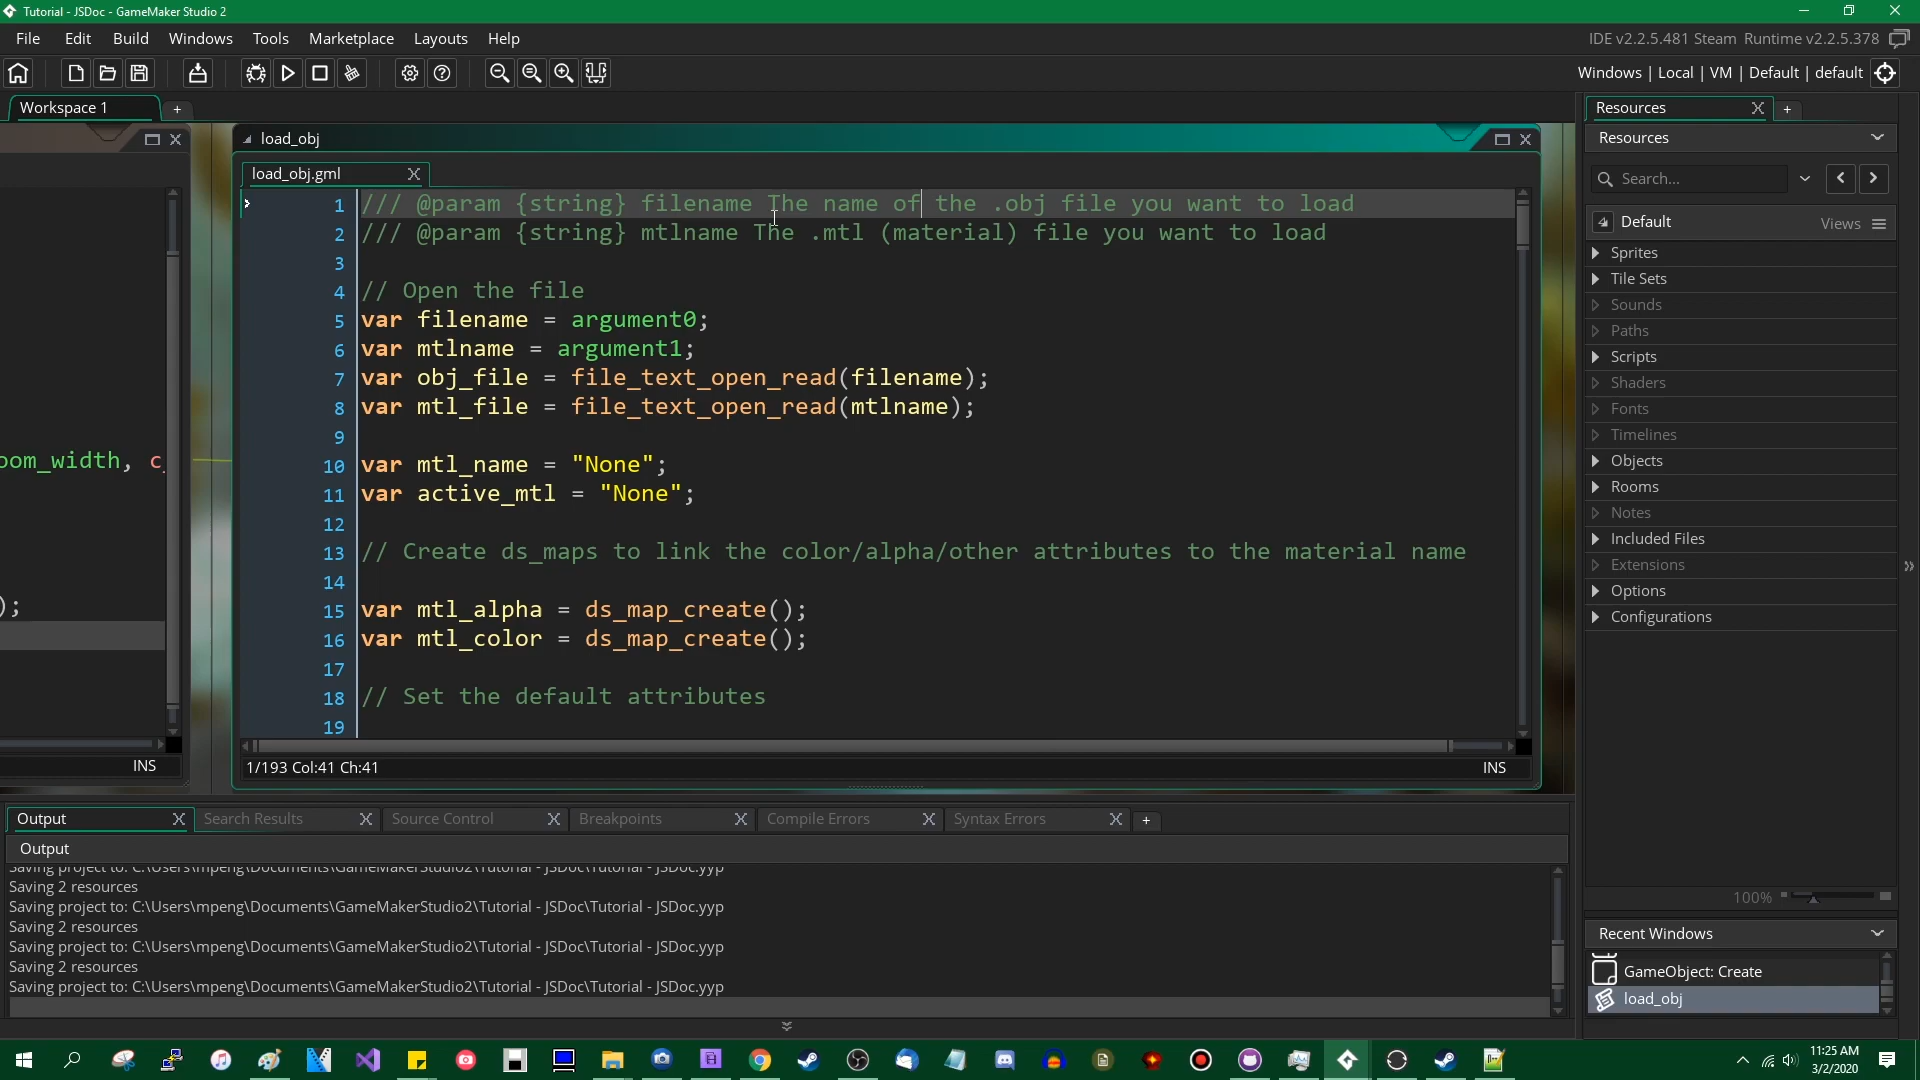 Tutorial - JSDoc - GameMaker Studio 2
File Edit Build Windows Tools Marketplace Layouts Help
IDE v2.2.5.481 Steam Runtime v2.2.5.378
Windows | Local | VM | Default | default
Workspace 1
+
load_obj
load_obj.gml
1 /// @param {string} filename The name of the .obj file you want to load
2 /// @param {string} mtlname The .mtl (material) file you want to load
3
4 // Open the file
5 var filename = argument0;
6 var mtlname = argument1;
7 var obj_file = file_text_open_read(filename);
8 var mtl_file = file_text_open_read(mtlname);
9
10 var mtl_name = "None";
11 var active_mtl = "None";
12
13 // Create ds_maps to link the color/alpha/other attributes to the material name
14
15 var mtl_alpha = ds_map_create();
16 var mtl_color = ds_map_create();
17
18 // Set the default attributes
19
1/193 Col:41 Ch:41
INS
oom_width, c_
);
INS
Resources
+
Resources
Search...
Default
Views
Sprites
Tile Sets
Sounds
Paths
Scripts
Shaders
Fonts
Timelines
Objects
Rooms
Notes
Included Files
Extensions
Options
Configurations
100%
Recent Windows
GameObject: Create
load_obj
Output Search Results Source Control Breakpoints Compile Errors Syntax Errors +
Output
Saving project to: C:\Users\mpeng\Documents\GameMakerStudio2\Tutorial - JSDoc\Tutorial - JSDoc.yyp
Saving 2 resources
Saving project to: C:\Users\mpeng\Documents\GameMakerStudio2\Tutorial - JSDoc\Tutorial - JSDoc.yyp
Saving 2 resources
Saving project to: C:\Users\mpeng\Documents\GameMakerStudio2\Tutorial - JSDoc\Tutorial - JSDoc.yyp
Saving 2 resources
Saving project to: C:\Users\mpeng\Documents\GameMakerStudio2\Tutorial - JSDoc\Tutorial - JSDoc.yyp
11:25 AM
3/2/2020